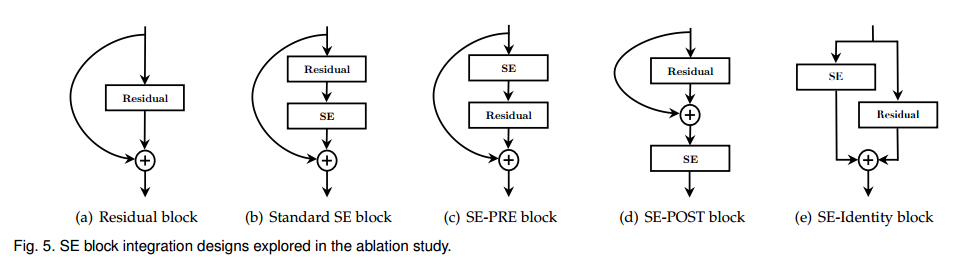 Residual
Residual
SE
SE
Residual
Residual
SE
SE
Residual
(a) Residual block
(b) Standard SE block
(c) SE-PRE block
(d) SE-POST block
(e) SE-Identity block
Fig. 5. SE block integration designs explored in the ablation study.